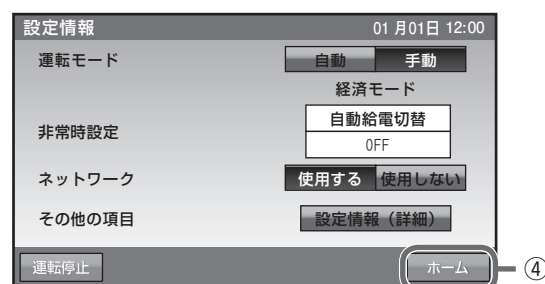 設定情報 01月01日 12:00
運転モード 自動 手動
経済モード
非常時設定 自動給電切替
OFF
ネットワーク 使用する 使用しない
その他の項目 設定情報（詳細）
運転停止 ホーム ④